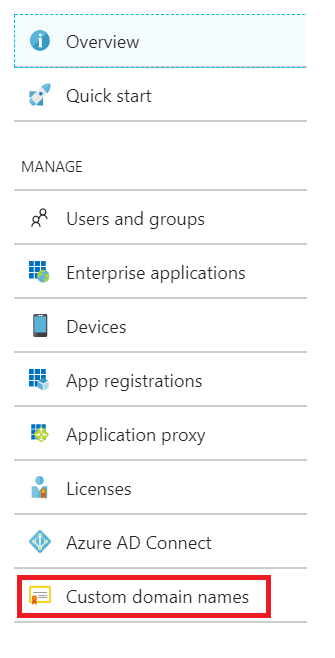 Overview
Quick start
MANAGE
Users and groups
Enterprise applications
Devices
App registrations
Application proxy
Licenses
Azure AD Connect
Custom domain names